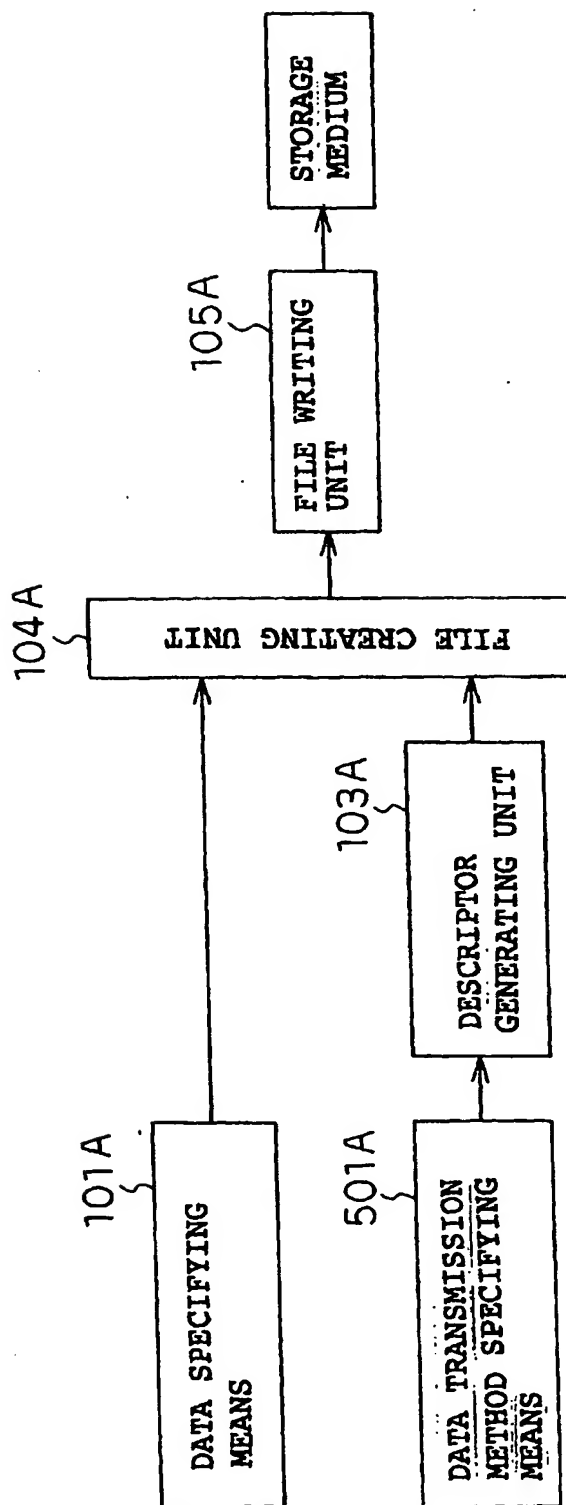 101A
DATA SPECIFYING
MEANS
501A
DATA TRANSMISSION
METHOD SPECIFYING
MEANS
103A
DESCRIPTOR
GENERATING UNIT
104A
FILE CREATING UNIT
105A
FILE WRITING
UNIT
STORAGE
MEDIUM